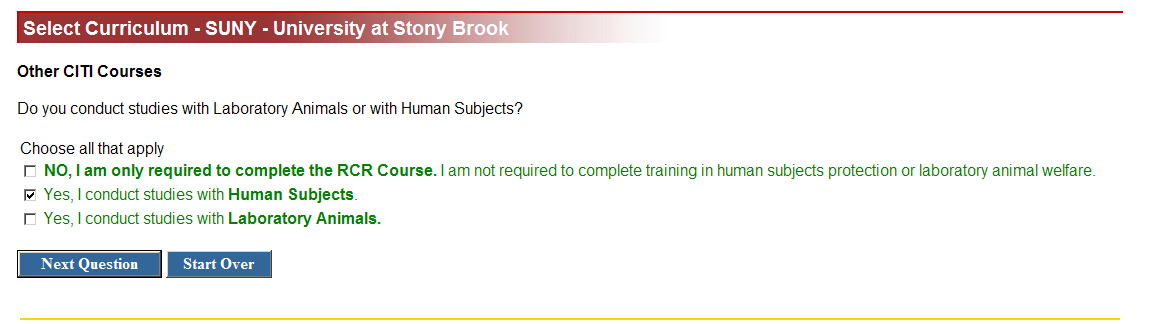 Select Curriculum - SUNY - University at Stony Brook
Other CITI Courses
Do you conduct studies with Laboratory Animals or with Human Subjects?
Choose all that apply
NO, I am only required to complete the RCR Course. I am not required to complete training in human subjects protection or laboratory animal welfare.
Yes, I conduct studies with Human Subjects.
Yes, I conduct studies with Laboratory Animals.
Next Question Start Over